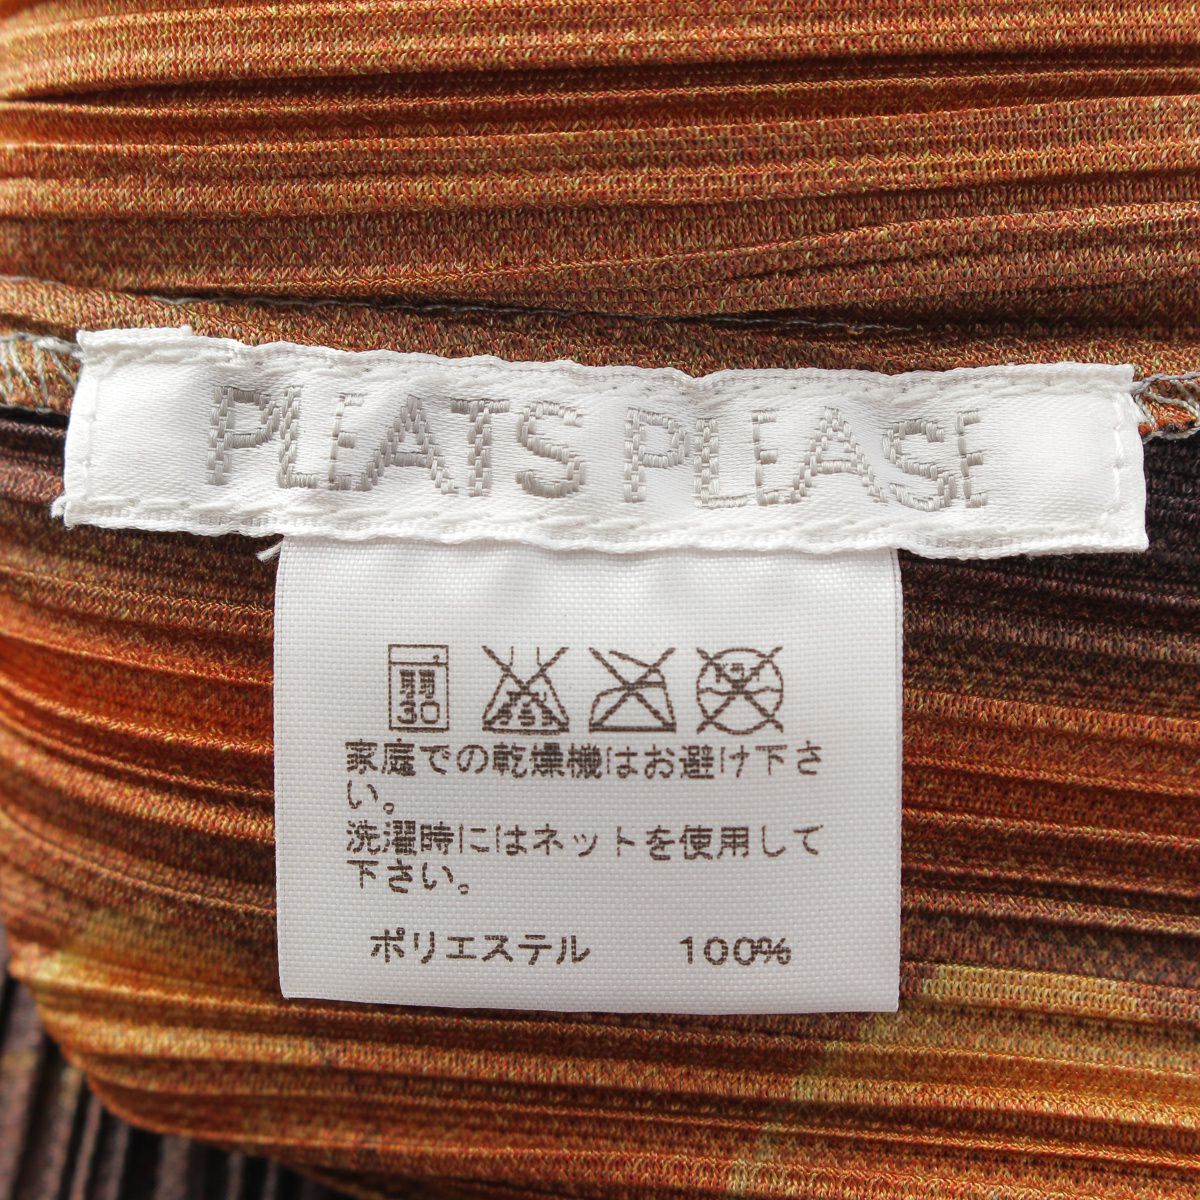 PLEATS PLEASE
弱
30
家庭での乾燥機はお避け下さ
い。
洗濯時にはネットを使用して
下さい。
ポリエステル 100%